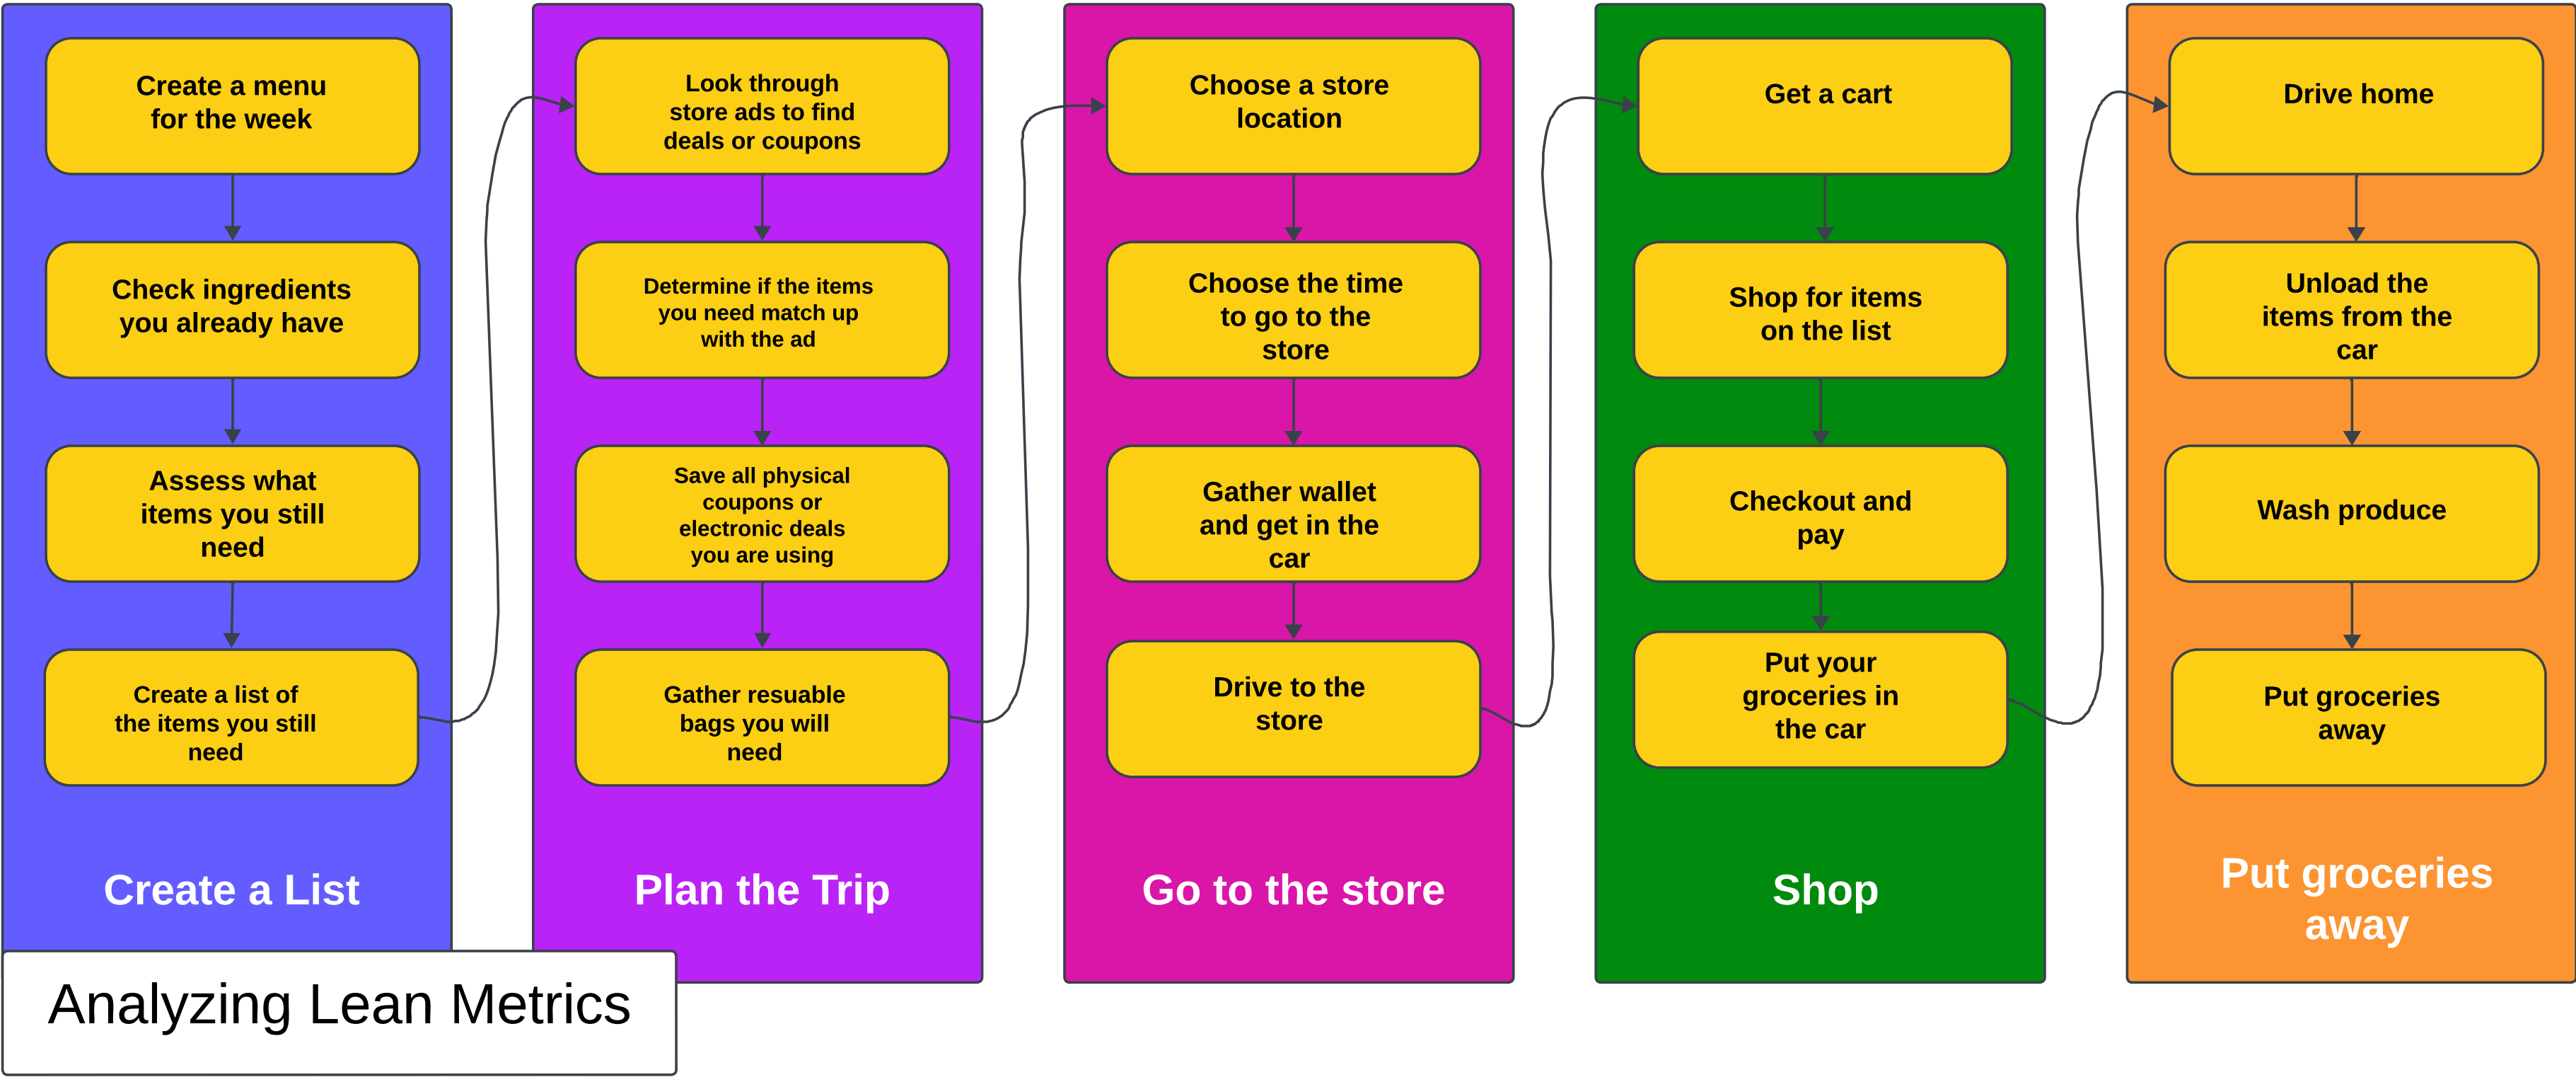 Create a menu
for the week
Check ingredients
you already have
Assess what
items you still
need
Create a list of
the items you still
need
Create a List
Look through
store ads to find
deals or coupons
Determine if the items
you need match up
with the ad
Save all physical
coupons or
electronic deals
you are using
Gather resuable
bags you will
need
Plan the Trip
Choose a store
location
Choose the time
to go to the
store
Gather wallet
and get in the
car
Drive to the
store
Go to the store
Get a cart
Shop for items
on the list
Checkout and
pay
Put your
groceries in
the car
Shop
Drive home
Unload the
items from the
car
Wash produce
Put groceries
away
Put groceries
away
Analyzing Lean Metrics